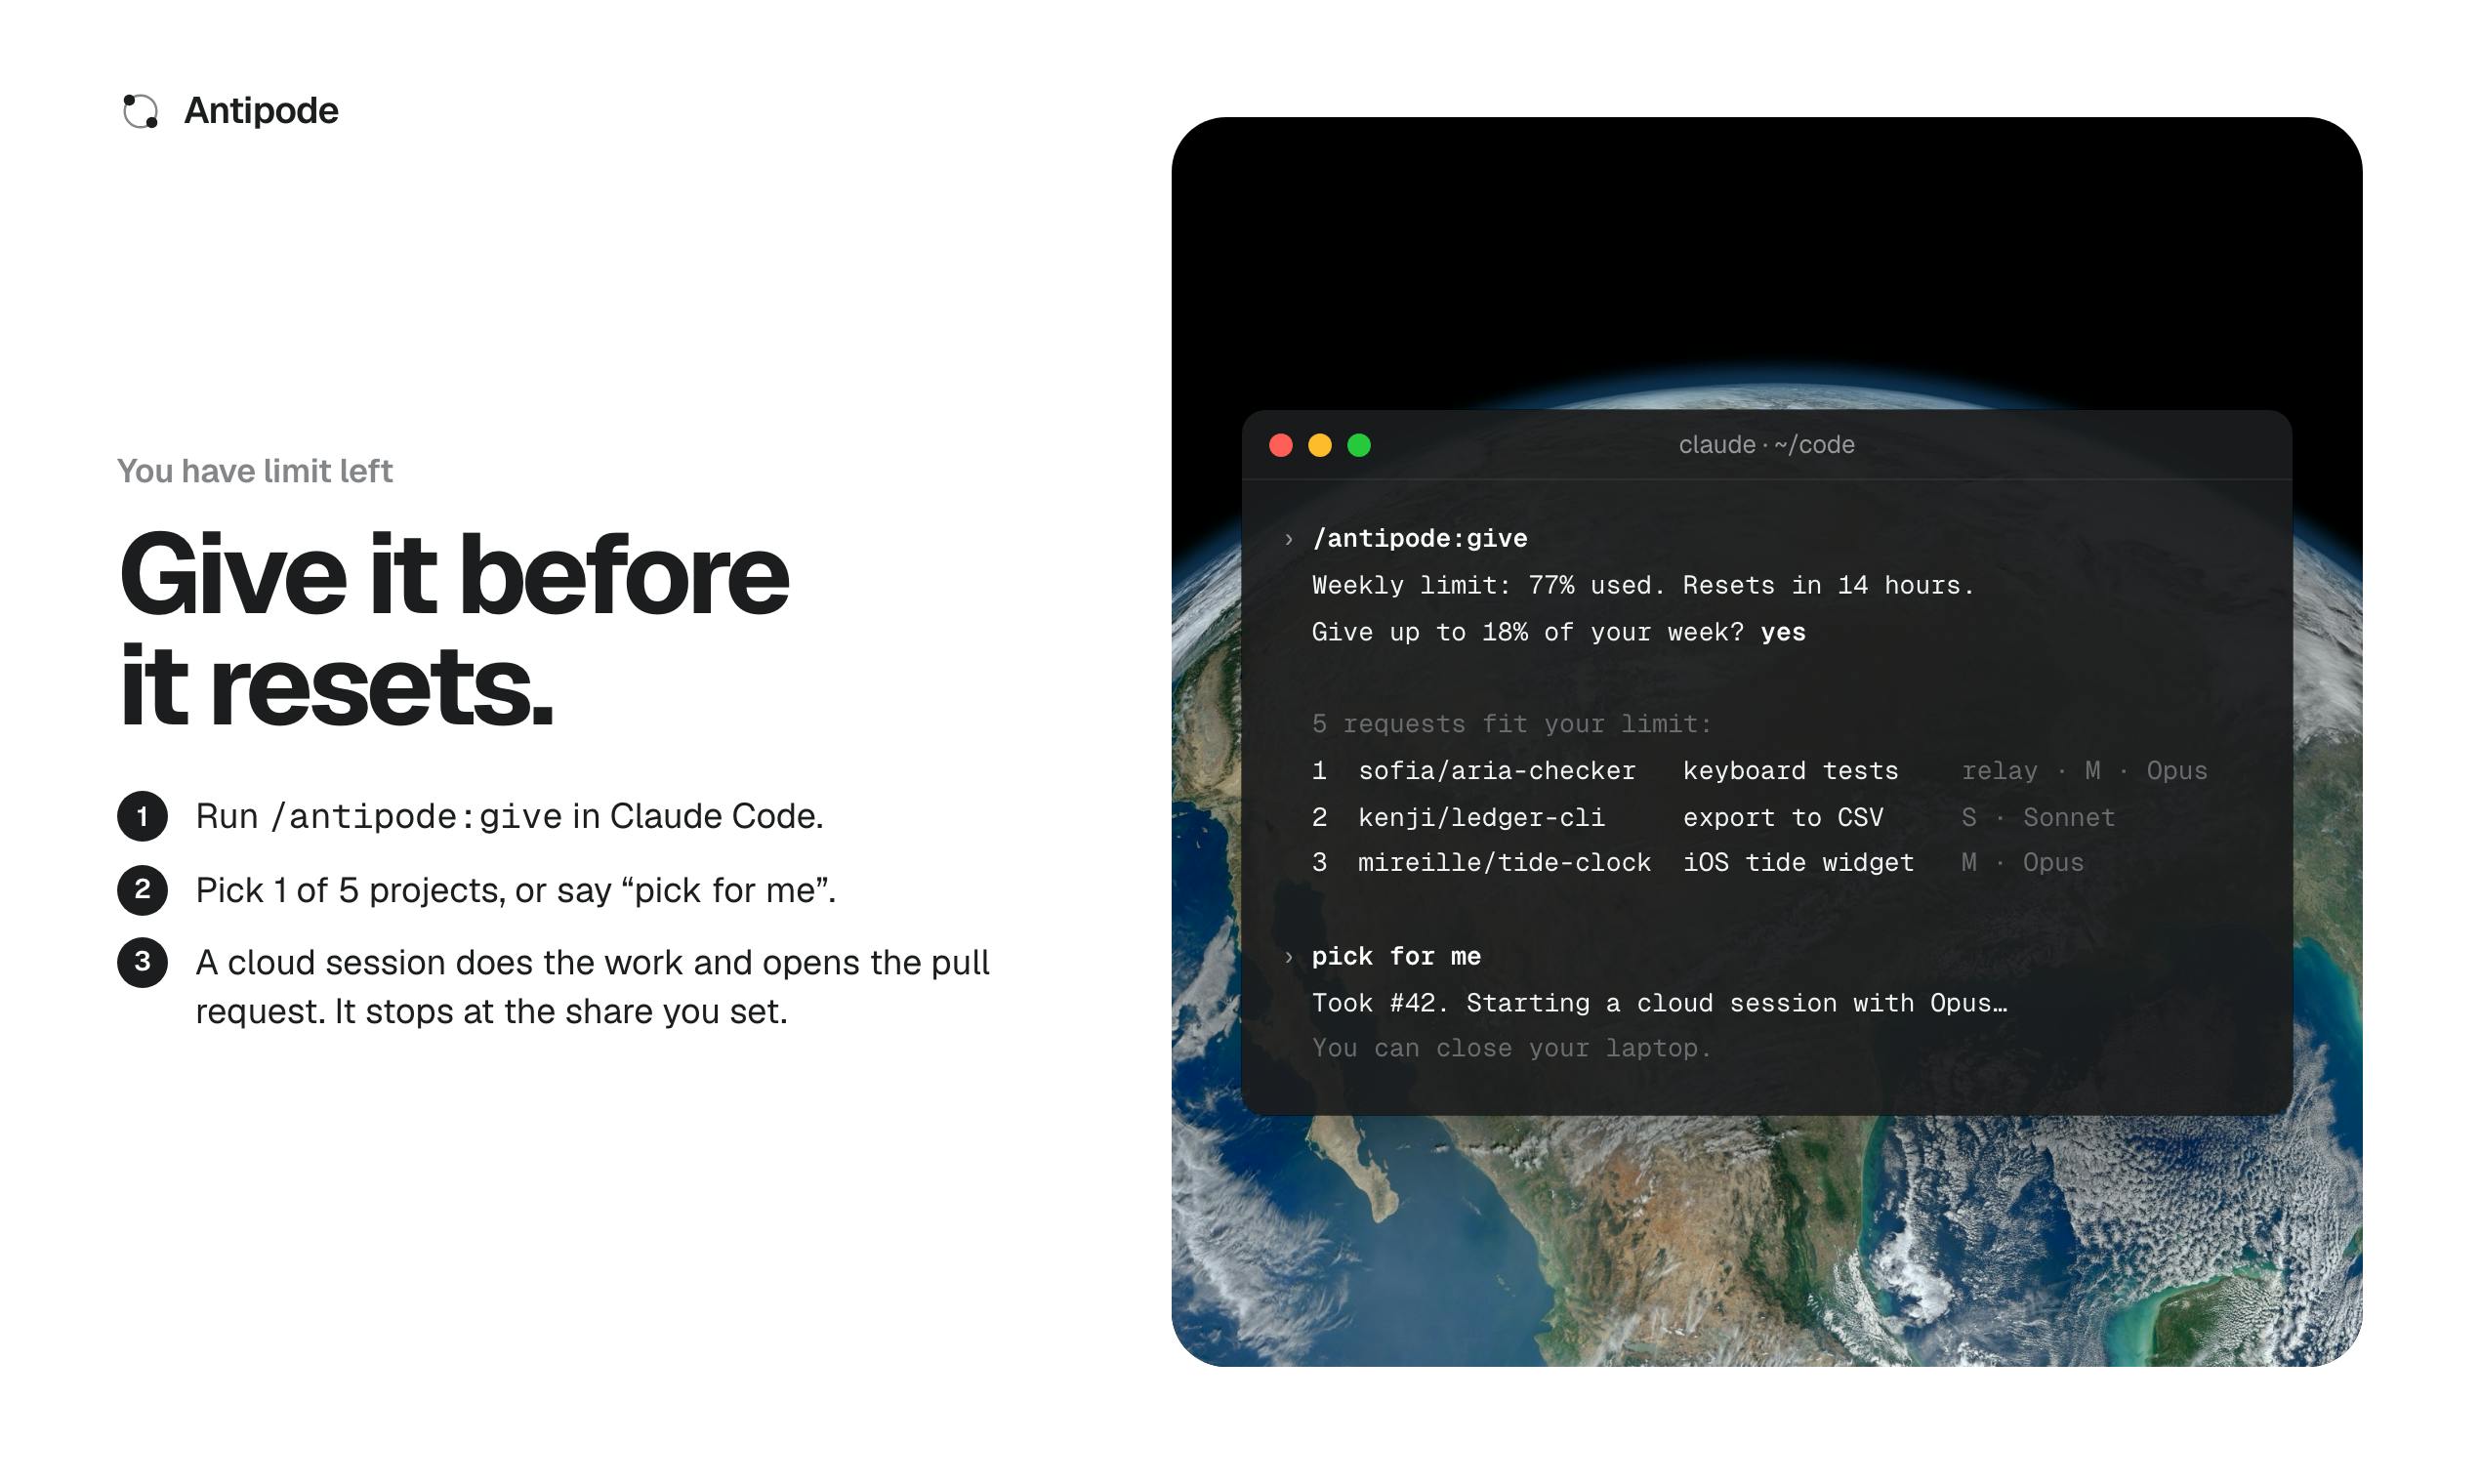 Antipode
You have limit left
Give it before
it resets.
1 Run /antipode:give in Claude Code.
2 Pick 1 of 5 projects, or say “pick for me”.
3 A cloud session does the work and opens the pull
request. It stops at the share you set.
claude · ~/code
› /antipode:give
Weekly limit: 77% used. Resets in 14 hours.
Give up to 18% of your week? yes
5 requests fit your limit:
1 sofia/aria-checker keyboard tests relay · M · Opus
2 kenji/ledger-cli export to CSV S · Sonnet
3 mireille/tide-clock iOS tide widget M · Opus
› pick for me
Took #42. Starting a cloud session with Opus…
You can close your laptop.